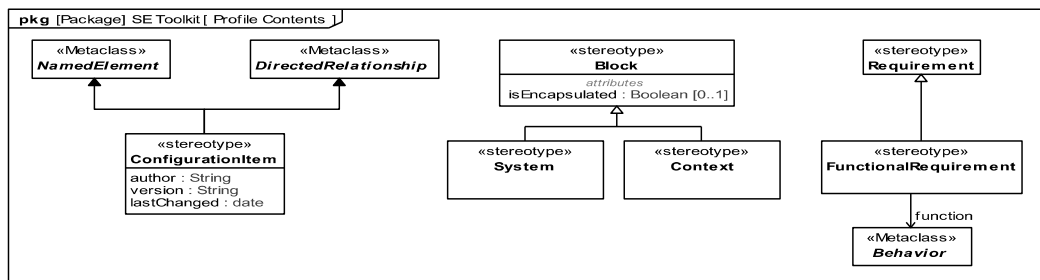 pkg [Package] SE Toolkit [ Profile Contents ]
«Metaclass»
NamedElement
«Metaclass»
DirectedRelationship
«stereotype»
ConfigurationItem
author : String
version : String
lastChanged : date
«stereotype»
Block
attributes
isEncapsulated : Boolean [0..1]
«stereotype»
System
«stereotype»
Context
«stereotype»
Requirement
«stereotype»
FunctionalRequirement
function
«Metaclass»
Behavior